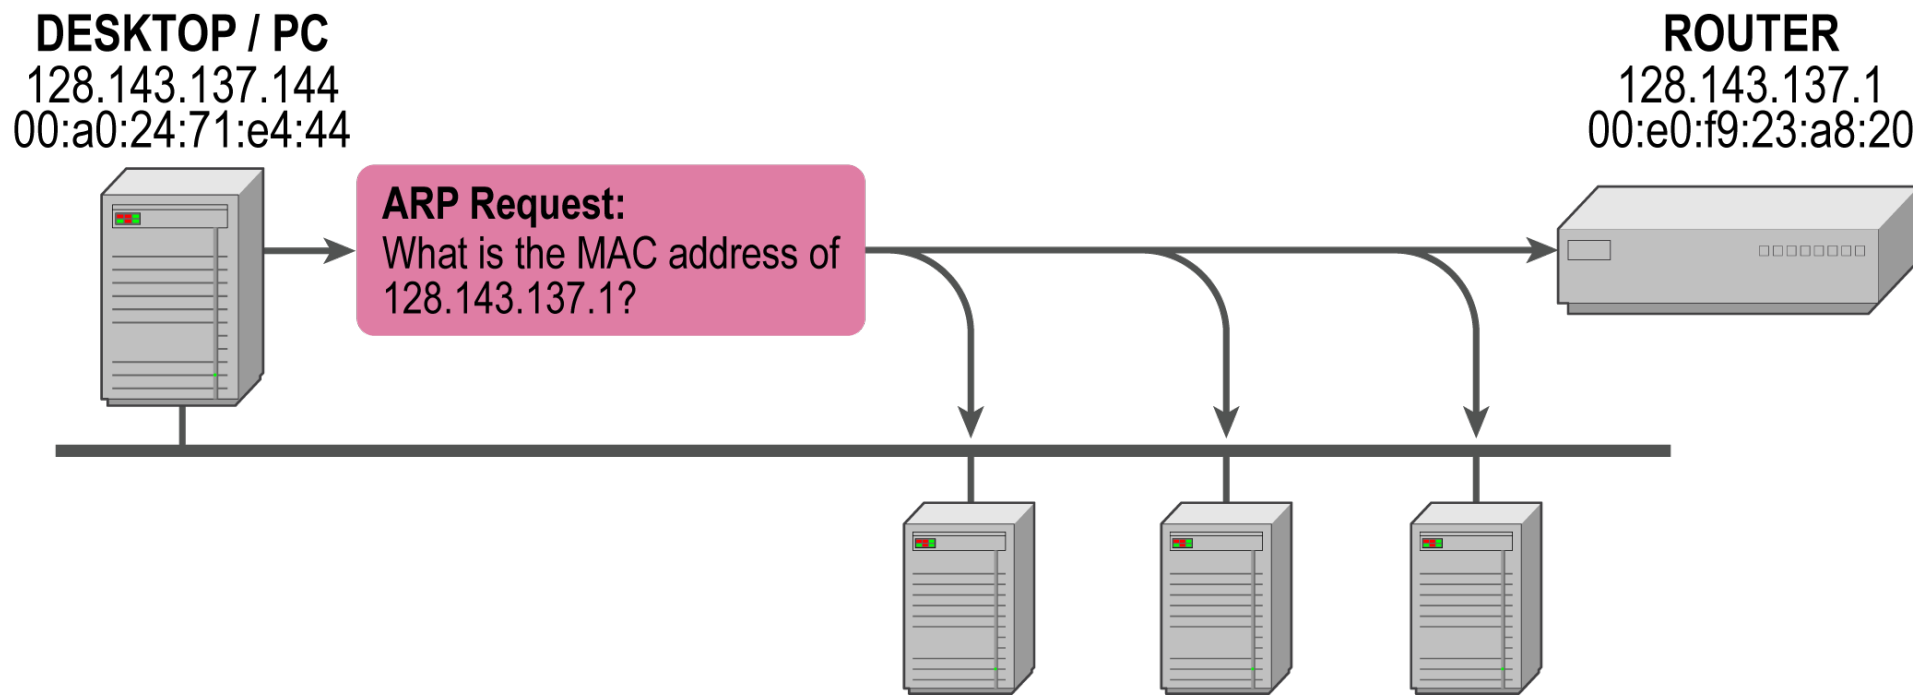 DESKTOP / PC
128.143.137.144
00:a0:24:71:e4:44
ROUTER
128.143.137.1
00:e0:f9:23:a8:20
ARP Request:
What is the MAC address of
128.143.137.1?